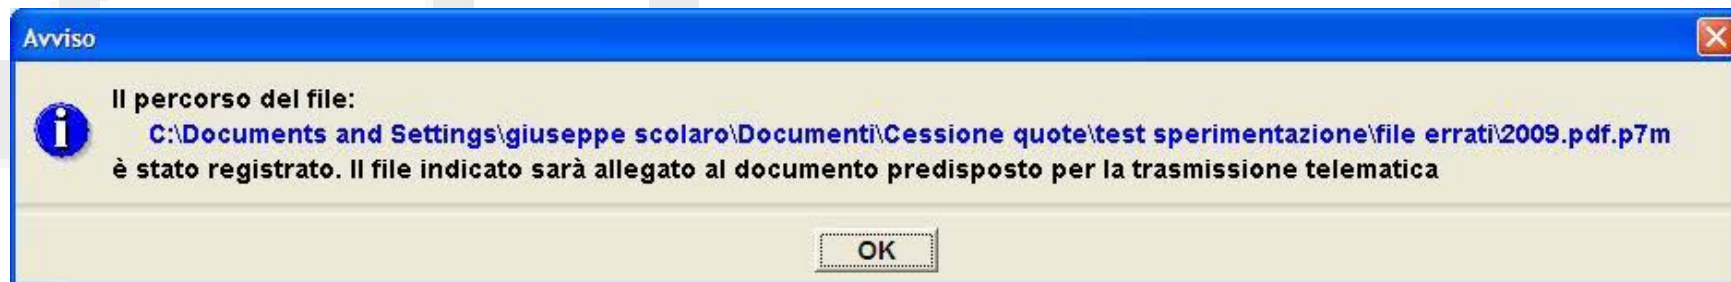 Avviso
Il percorso del file:
C:\Documents and Settings\giuseppe scolaro\Documenti\Cessione quote\test sperimentazione\file errati\2009.pdf.p7m
è stato registrato. Il file indicato sarà allegato al documento predisposto per la trasmissione telematica
OK